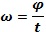 ω = φ/t